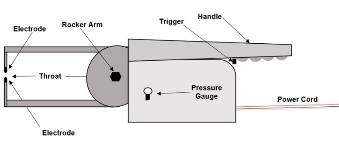 Handle
Trigger
Rocker Arm
Electrode
Throat
Pressure
Gauge
Power Cord
Electrode